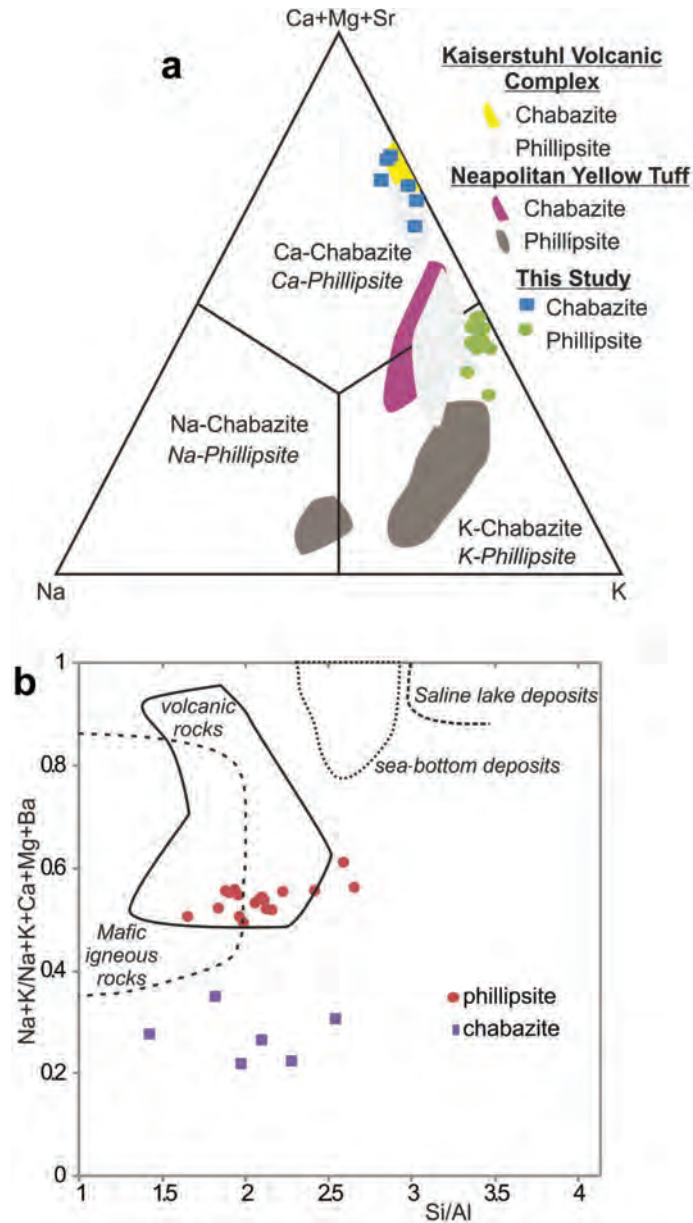 Ca+Mg+Sr
a
Kaiserstuhl Volcanic
Complex
Chabazite
Phillipsite
Neapolitan Yellow Tuff
Chabazite
Phillipsite
This Study
Chabazite
Phillipsite
Ca-Chabazite
Ca-Phillipsite
Na-Chabazite
Na-Phillipsite
K-Chabazite
K-Phillipsite
Na
K
b
1
0.8
0.6
0.4
0.2
0
Na+K/Na+K+Ca+Mg+Ba
volcanic
rocks
Saline lake deposits
sea-bottom deposits
Mafic
igneous
rocks
phillipsite
chabazite
1
1.5
2
2.5
3
3.5
4
Si/Al